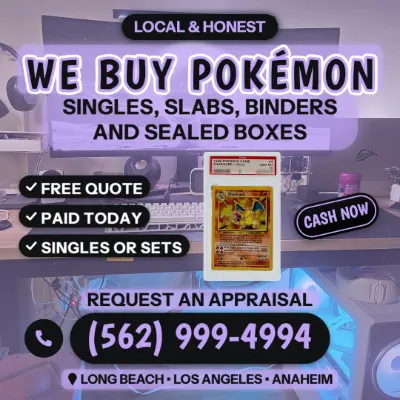 LOCAL & HONEST
WE BUY POKÉMON
SINGLES, SLABS, BINDERS
AND SEALED BOXES
FREE QUOTE
PAID TODAY
SINGLES OR SETS
CASH NOW
REQUEST AN APPRAISAL
(562) 999-4994
LONG BEACH • LOS ANGELES • ANAHEIM